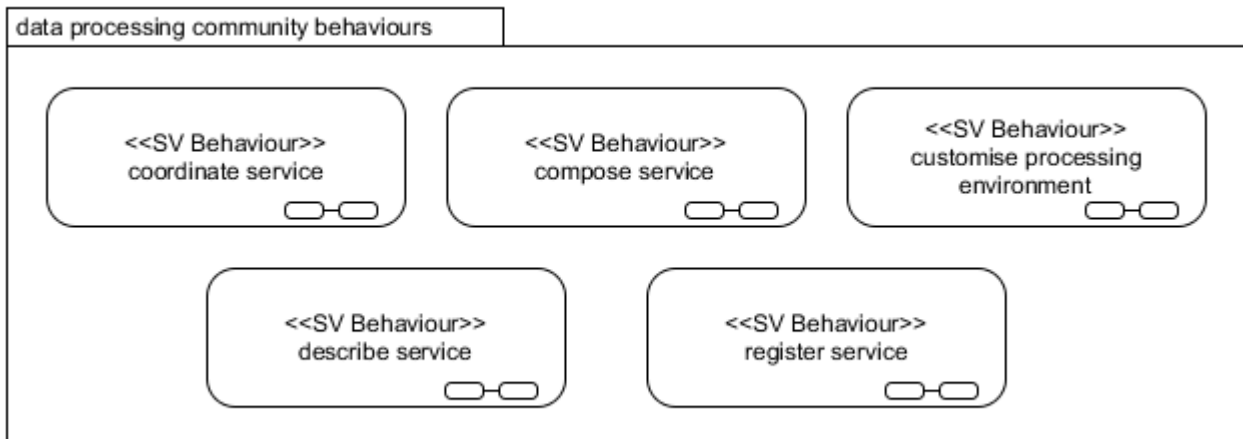 data processing community behaviours
<<SV Behaviour>>
coordinate service
<<SV Behaviour>>
compose service
<<SV Behaviour>>
customise processing
environment
<<SV Behaviour>>
describe service
<<SV Behaviour>>
register service